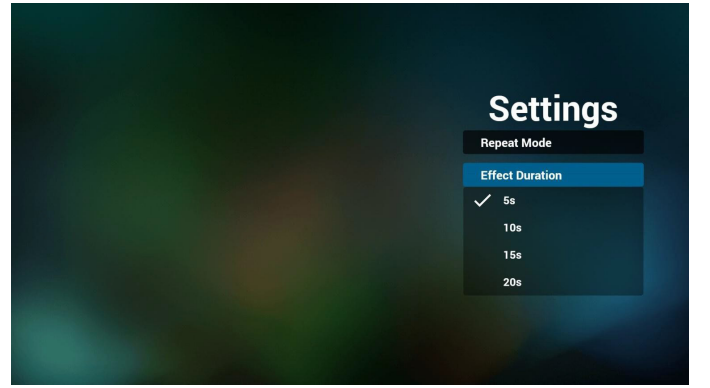 Settings
Repeat Mode
Effect Duration
5s
10s
15s
20s